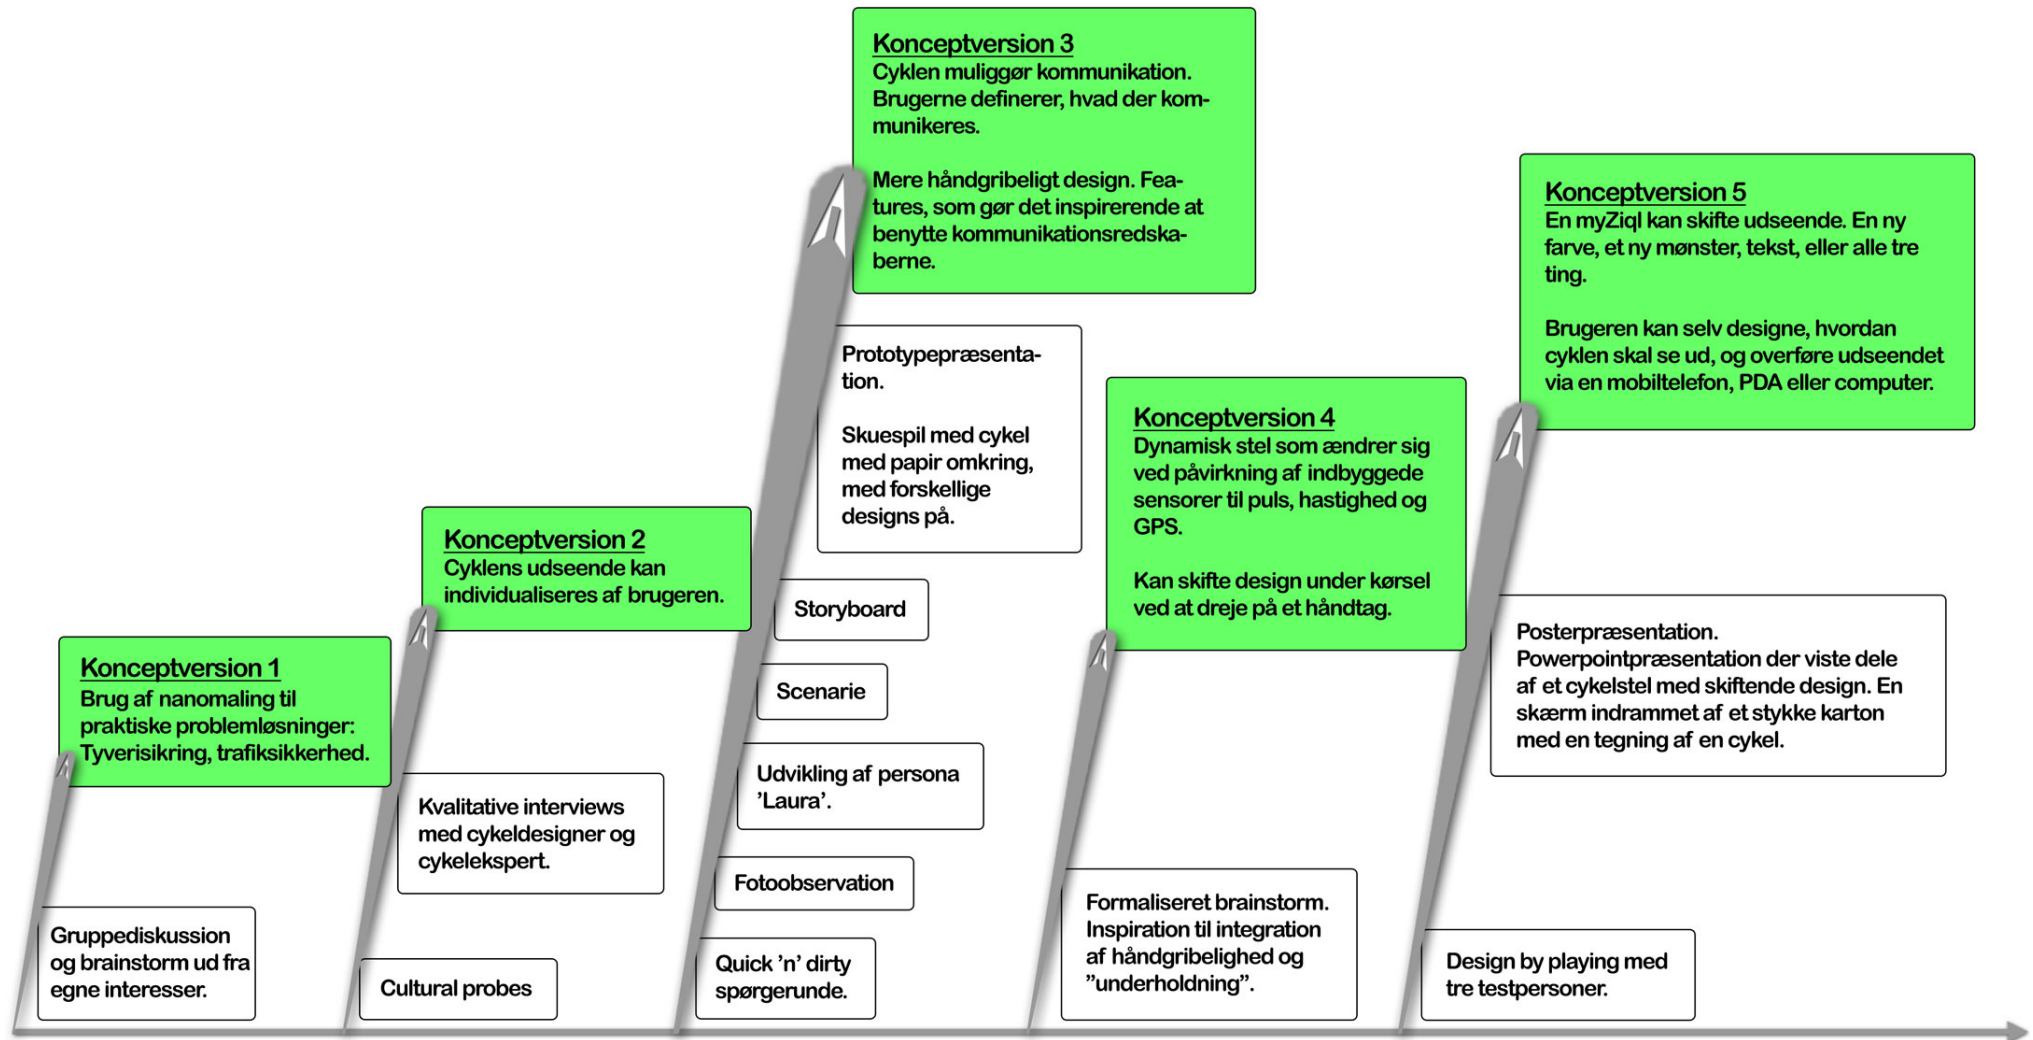 Konceptversion 1
Brug af nanomaling til
praktiske problemløsninger:
Tyverisikring, trafiksikkerhed.
Gruppediskussion
og brainstorm ud fra
egne interesser.
Konceptversion 2
Cyklens udseende kan
individualiseres af brugeren.
Kvalitative interviews
med cykeldesigner og
cykelekspert.
Cultural probes
Konceptversion 3
Cyklen muliggør kommunikation.
Brugerne definerer, hvad der kom-
munikeres.
Mere håndgribeligt design. Fea-
tures, som gør det inspirerende at
benytte kommunikationsredska-
berne.
Prototypepræsenta-
tion.
Skuespil med cykel
med papir omkring,
med forskellige
designs på.
Storyboard
Scenarie
Udvikling af persona
’Laura’.
Fotoobservation
Quick ’n’ dirty
spørgerunde.
Konceptversion 4
Dynamisk stel som ændrer sig
ved påvirkning af indbyggede
sensorer til puls, hastighed og
GPS.
Kan skifte design under kørsel
ved at dreje på et håndtag.
Formaliseret brainstorm.
Inspiration til integration
af håndgribelighed og
”underholdning”.
Konceptversion 5
En myZiql kan skifte udseende. En ny
farve, et ny mønster, tekst, eller alle tre
ting.
Brugeren kan selv designe, hvordan
cyklen skal se ud, og overføre udseendet
via en mobiltelefon, PDA eller computer.
Posterpræsentation.
Powerpointpræsentation der viste dele
af et cykelstel med skiftende design. En
skærm indrammet af et stykke karton
med en tegning af en cykel.
Design by playing med
tre testpersoner.